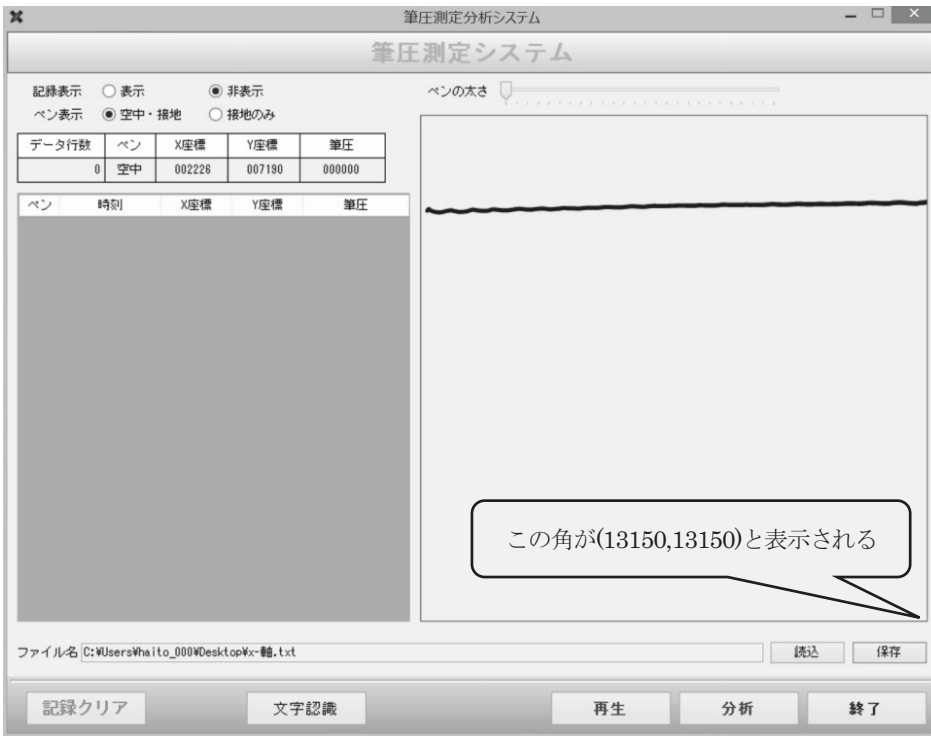 筆圧測定分析システム
筆圧測定システム
記録表示 表示 非表示
ペン表示 空中・接地 接地のみ
ペンの太さ
データ行数 ペン X座標 Y座標 筆圧
0 空中 002226 007190 000000
ペン 時刻 X座標 Y座標 筆圧
この角が(13150,13150)と表示される
ファイル名 C:¥Users¥haito_000¥Desktop¥x-軸.txt 読込 保存
記録クリア 文字認識 再生 分析 終了